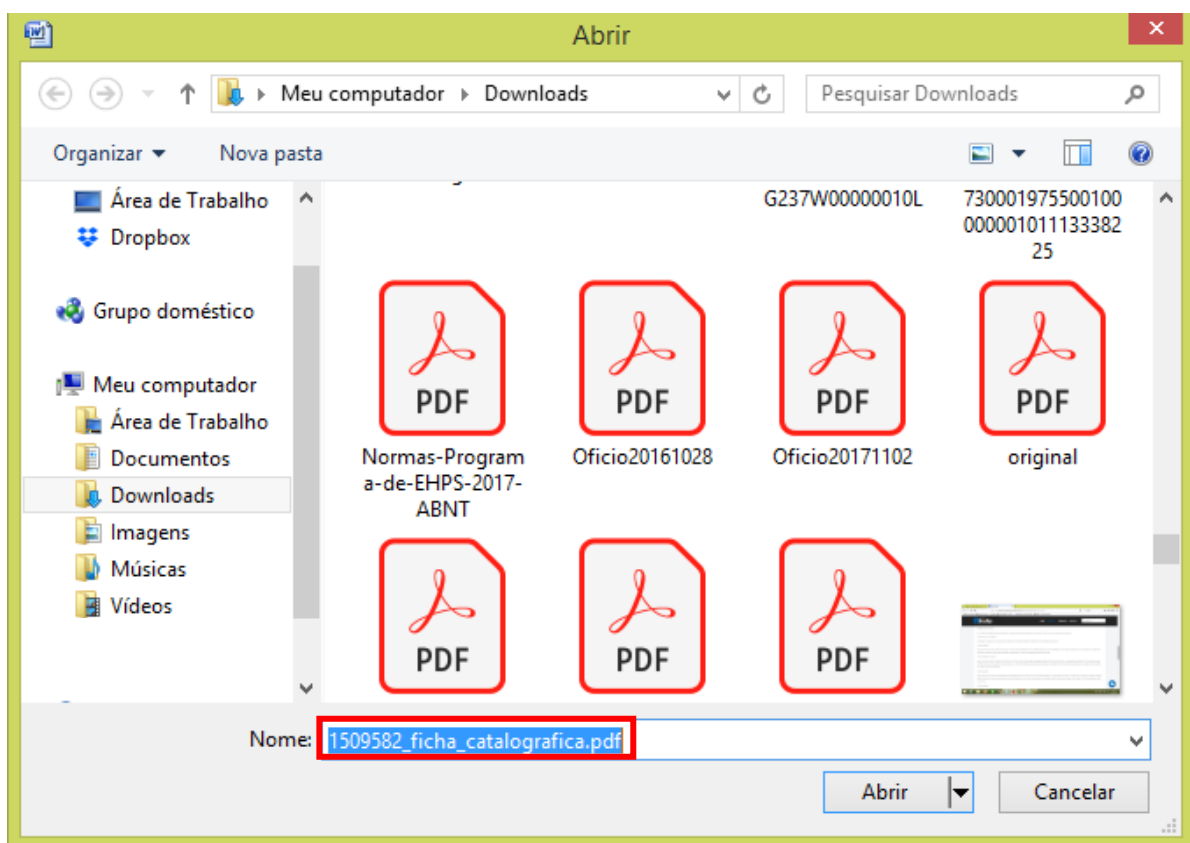 Abrir
Meu computador Downloads
Pesquisar Downloads
Organizar
Nova pasta
Área de Trabalho
Dropbox
Grupo doméstico
Meu computador
Área de Trabalho
Documentos
Downloads
Imagens
Músicas
Vídeos
G237W00000010L
730001975500100
000001011133382
25
PDF
PDF
PDF
PDF
Normas-Program
a-de-EHPS-2017-
ABNT
Oficio20161028
Oficio20171102
original
PDF
PDF
PDF
Nome: 1509582_ficha_catalografica.pdf
Abrir
Cancelar